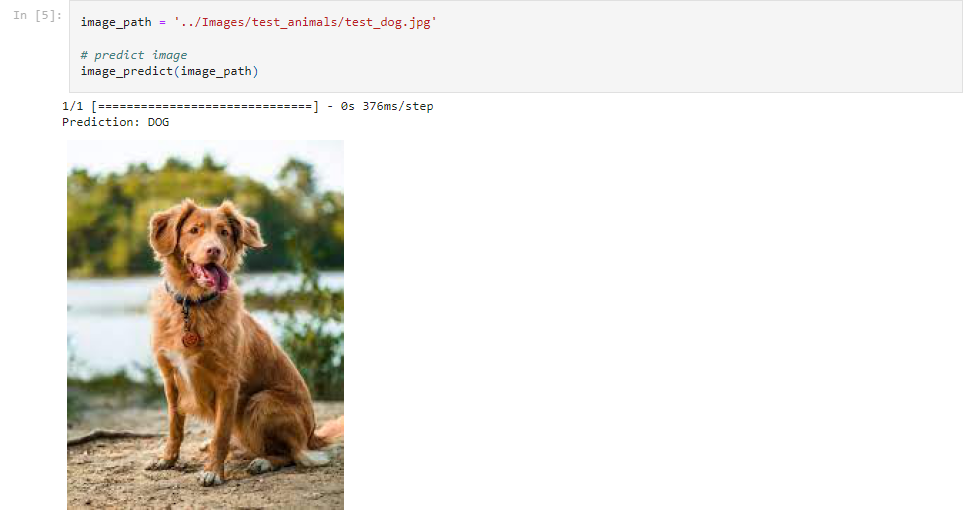 In [5]:
image_path = '../Images/test_animals/test_dog.jpg'
# predict image
image_predict(image_path)
1/1 [==============================] - 0s 376ms/step
Prediction: DOG